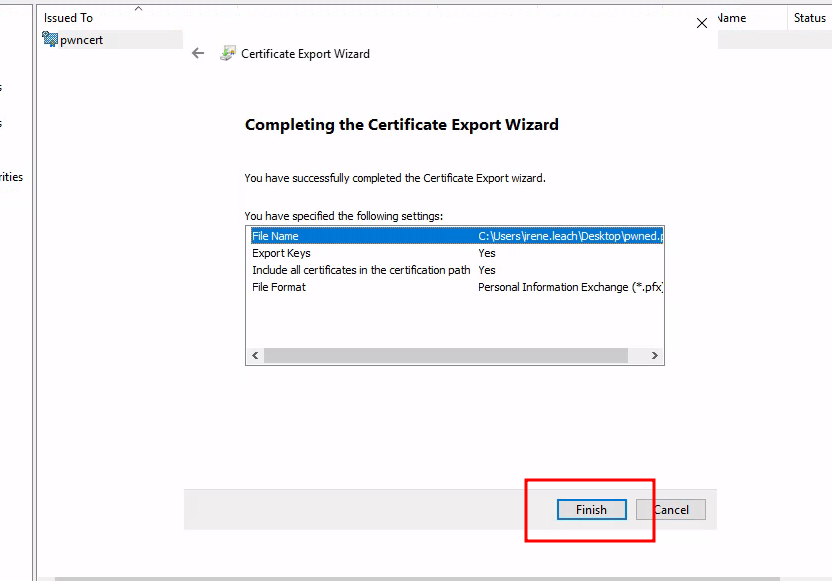 Issued To
Name
Status
pwncert
Certificate Export Wizard
Completing the Certificate Export Wizard
You have successfully completed the Certificate Export wizard.
You have specified the following settings:
File Name C:\Users\irene.leach\Desktop\pwned.p
Export Keys Yes
Include all certificates in the certification path Yes
File Format Personal Information Exchange (*.pfx)
rities
Finish
Cancel